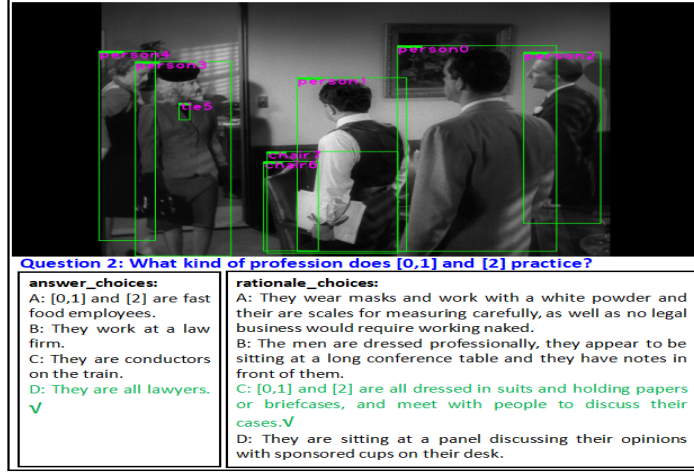 person4
person3
tie5
person1
person0
person2
chair7
chair6
Question 2: What kind of profession does [0,1] and [2] practice?
answer_choices:
A: [0,1] and [2] are fast
food employees.
B: They work at a law
firm.
C: They are conductors
on the train.
D: They are all lawyers.
√
rationale_choices:
A: They wear masks and work with a white powder and
their are scales for measuring carefully, as well as no legal
business would require working naked.
B: The men are dressed professionally, they appear to be
sitting at a long conference table and they have notes in
front of them.
C: [0,1] and [2] are all dressed in suits and holding papers
or briefcases, and meet with people to discuss their
cases.√
D: They are sitting at a panel discussing their opinions
with sponsored cups on their desk.